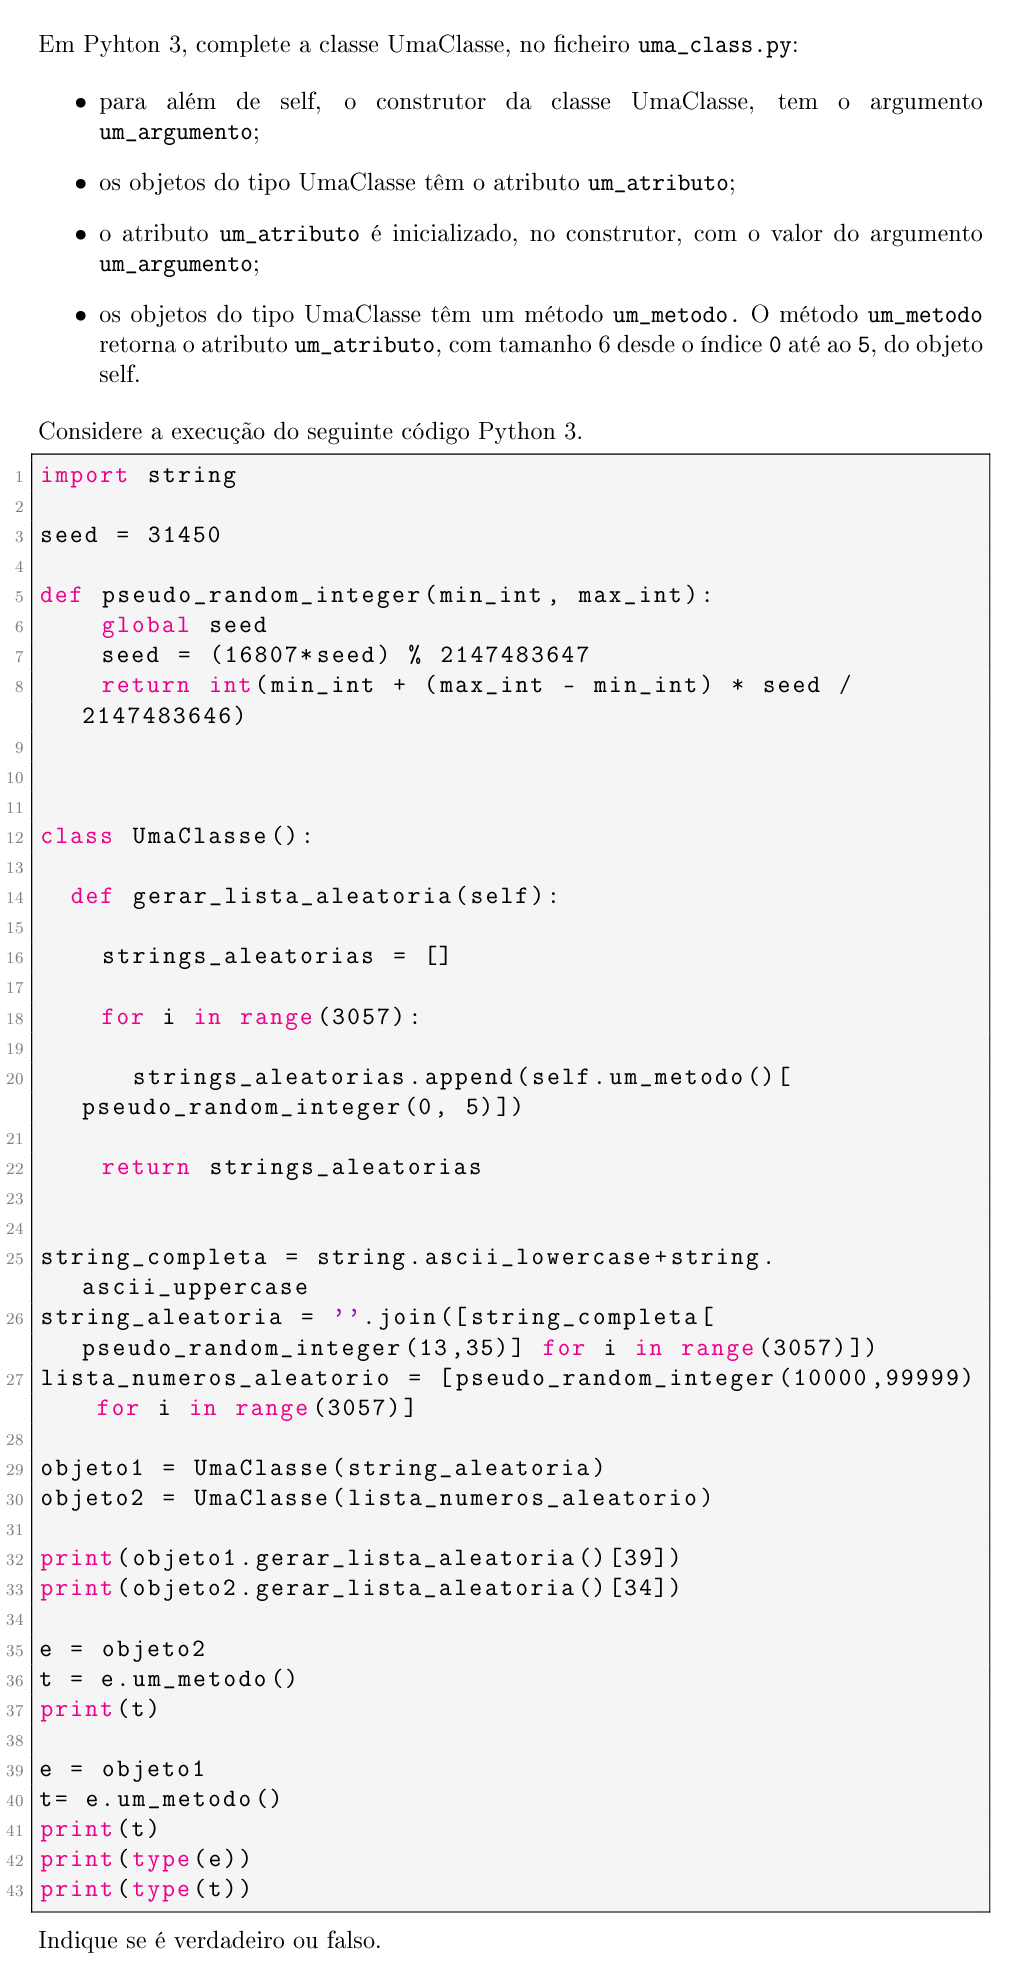 Em Pyhton 3, complete a classe UmaClasse, no ficheiro uma_class.py:
• para além de self, o construtor da classe UmaClasse, tem o argumento
um_argumento;
• os objetos do tipo UmaClasse têm o atributo um_atributo;
• o atributo um_atributo é inicializado, no construtor, com o valor do argumento
um_argumento;
• os objetos do tipo UmaClasse têm um método um_metodo. O método um_metodo
retorna o atributo um_atributo, com tamanho 6 desde o índice 0 até ao 5, do objeto
self.
Considere a execução do seguinte código Python 3.
1 import string
2
3 seed = 31450
4
5 def pseudo_random_integer(min_int, max_int):
6     global seed
7     seed = (16807*seed) % 2147483647
8     return int(min_int + (max_int - min_int) * seed /
2147483646)
9
10
11
12 class UmaClasse():
13
14   def gerar_lista_aleatoria(self):
15
16     strings_aleatorias = []
17
18     for i in range(3057):
19
20       strings_aleatorias.append(self.um_metodo()[
pseudo_random_integer(0, 5)])
21
22     return strings_aleatorias
23
24
25 string_completa = string.ascii_lowercase+string.
ascii_uppercase
26 string_aleatoria = ''.join([string_completa[
pseudo_random_integer(13,35)] for i in range(3057)])
27 lista_numeros_aleatorio = [pseudo_random_integer(10000,99999)
for i in range(3057)]
28
29 objeto1 = UmaClasse(string_aleatoria)
30 objeto2 = UmaClasse(lista_numeros_aleatorio)
31
32 print(objeto1.gerar_lista_aleatoria()[39])
33 print(objeto2.gerar_lista_aleatoria()[34])
34
35 e = objeto2
36 t = e.um_metodo()
37 print(t)
38
39 e = objeto1
40 t= e.um_metodo()
41 print(t)
42 print(type(e))
43 print(type(t))
Indique se é verdadeiro ou falso.